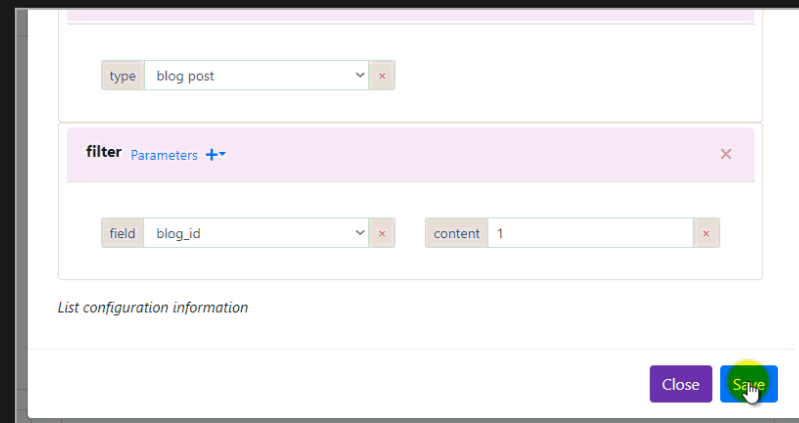 type blog post ×
filter Parameters +
field blog_id × content 1 ×
List configuration information
Close Save